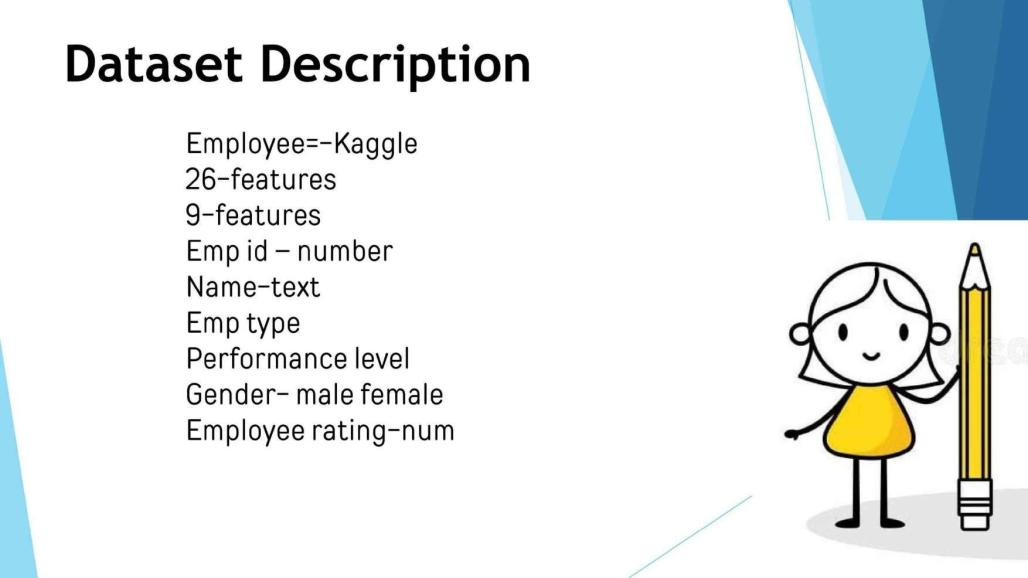 Dataset Description
Employee=-Kaggle
26-features
9-features
Emp id – number
Name-text
Emp type
Performance level
Gender- male female
Employee rating-num